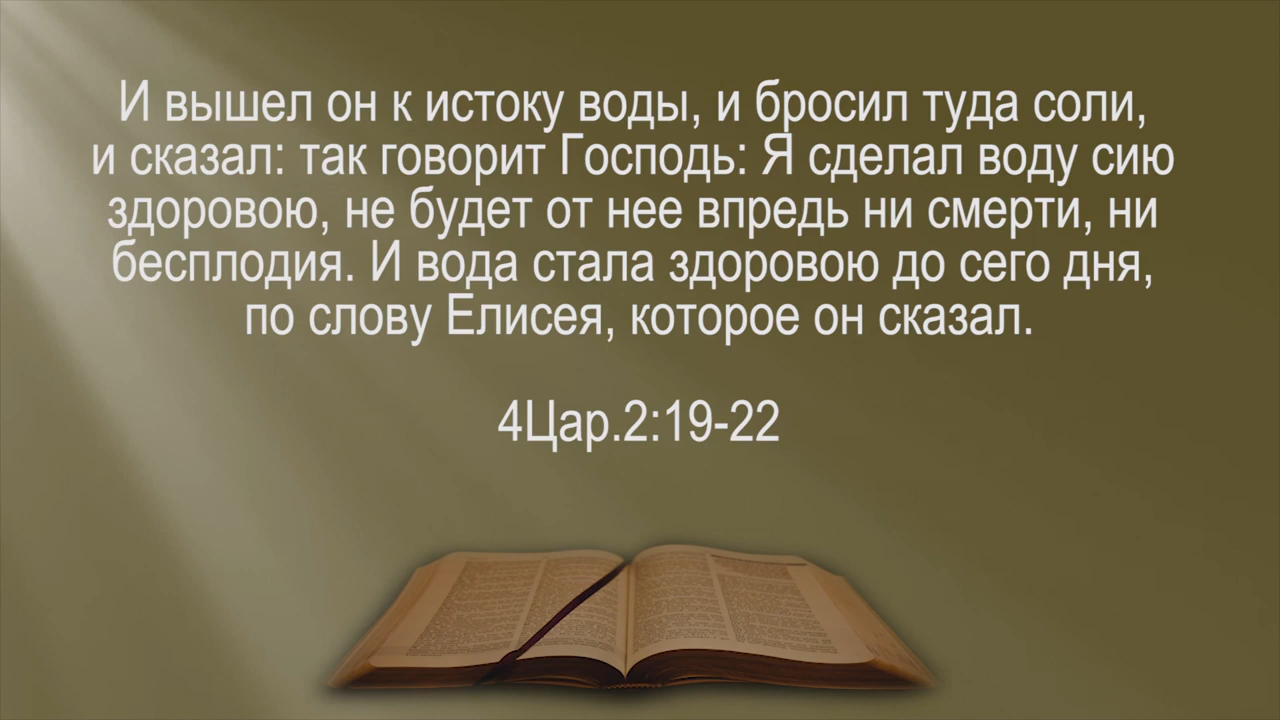 И вышел он к истоку воды, и бросил туда соли,
и сказал: так говорит Господь: Я сделал воду сию
здоровою, не будет от нее впредь ни смерти, ни
бесплодия. И вода стала здоровою до сего дня,
по слову Елисея, которое он сказал.
4Цар.2:19-22